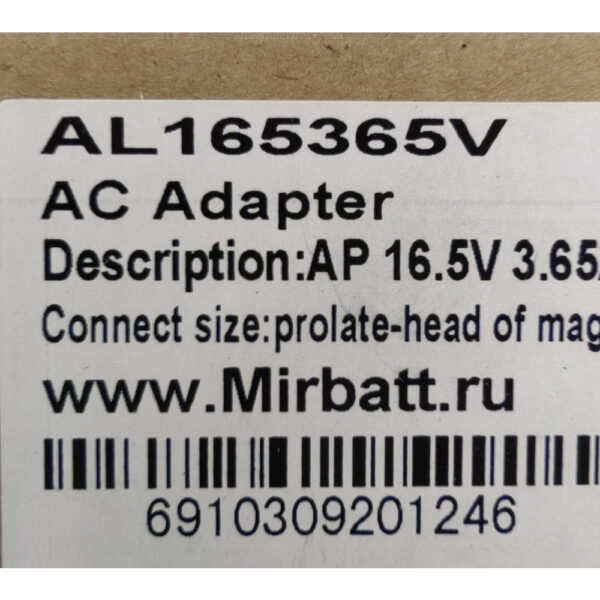 AL165365V
AC Adapter
Description:AP 16.5V 3.65
Connect size:prolate-head of mag
www.Mirbatt.ru
6910309201246